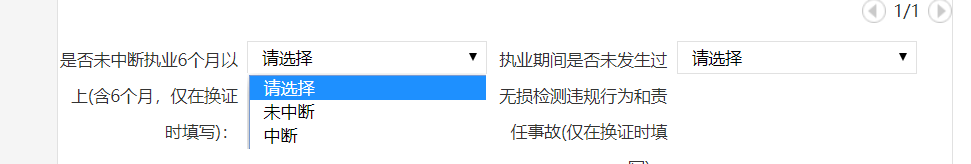 1/1
是否未中断执业6个月以
上(含6个月，仅在换证
时填写)：
请选择
请选择
未中断
中断
执业期间是否未发生过
无损检测违规行为和责
任事故(仅在换证时填
请选择